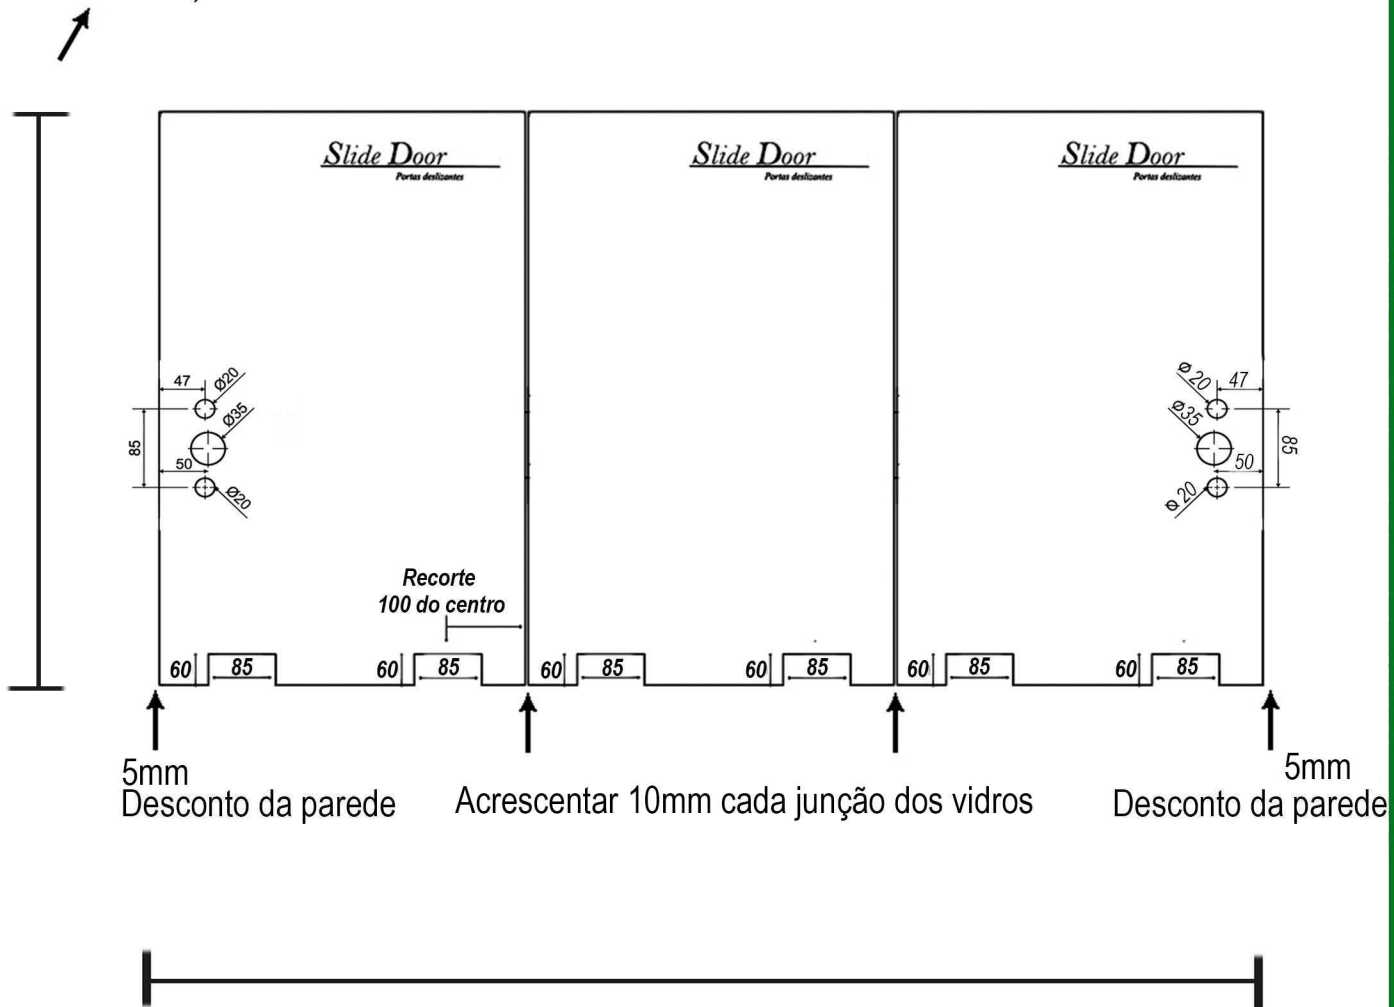 Slide Door
Portas deslizantes
Slide Door
Portas deslizantes
Slide Door
Portas deslizantes
47
Ø20
Ø35
85
50
Ø20
Ø 20
47
Ø35
85
50
Ø 20
Recorte
100 do centro
60 85 60 85 60 85 60 85 60 85 60 85
5mm
Desconto da parede
Acrescentar 10mm cada junção dos vidros
5mm
Desconto da parede